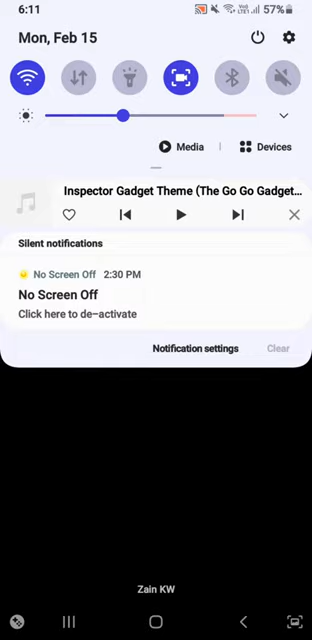 6:11
57%
Mon, Feb 15
Media
Devices
Inspector Gadget Theme (The Go Go Gadget...
Silent notifications
No Screen Off 2:30 PM
No Screen Off
Click here to de-activate
Notification settings Clear
Zain KW